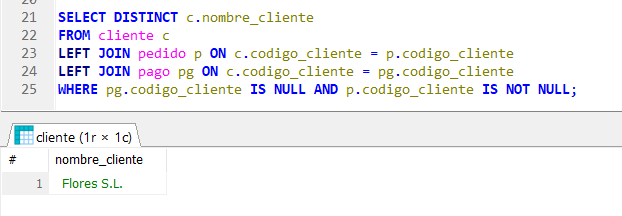 21 SELECT DISTINCT c.nombre_cliente
22 FROM cliente c
23 LEFT JOIN pedido p ON c.codigo_cliente = p.codigo_cliente
24 LEFT JOIN pago pg ON c.codigo_cliente = pg.codigo_cliente
25 WHERE pg.codigo_cliente IS NULL AND p.codigo_cliente IS NOT NULL;
cliente (1r × 1c)
# nombre_cliente
1 Flores S.L.